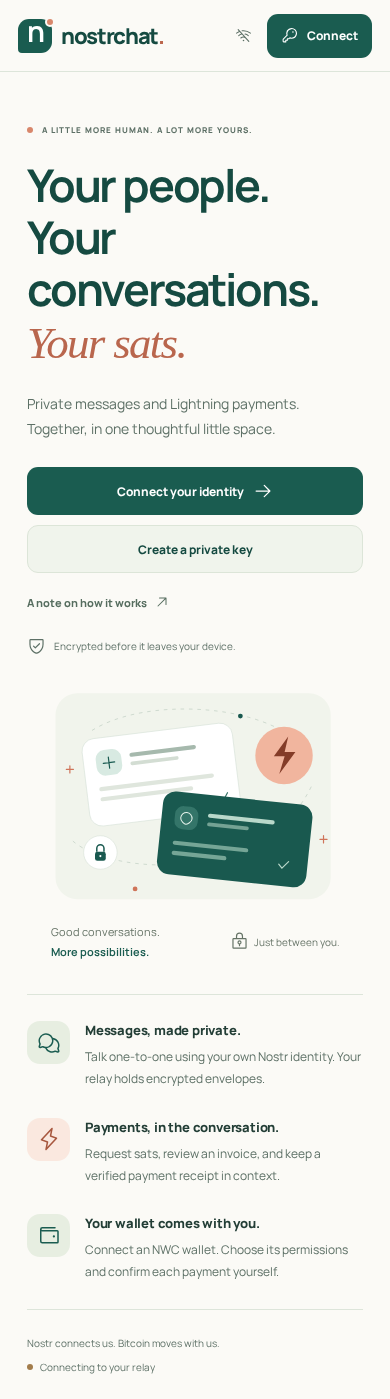 n nostrchat.
Connect
A LITTLE MORE HUMAN. A LOT MORE YOURS.
Your people.
Your
conversations.
Your sats.
Private messages and Lightning payments.
Together, in one thoughtful little space.
Connect your identity
Create a private key
A note on how it works
Encrypted before it leaves your device.
Good conversations.
More possibilities.
Just between you.
Messages, made private.
Talk one-to-one using your own Nostr identity. Your
relay holds encrypted envelopes.
Payments, in the conversation.
Request sats, review an invoice, and keep a
verified payment receipt in context.
Your wallet comes with you.
Connect an NWC wallet. Choose its permissions
and confirm each payment yourself.
Nostr connects us. Bitcoin moves with us.
Connecting to your relay